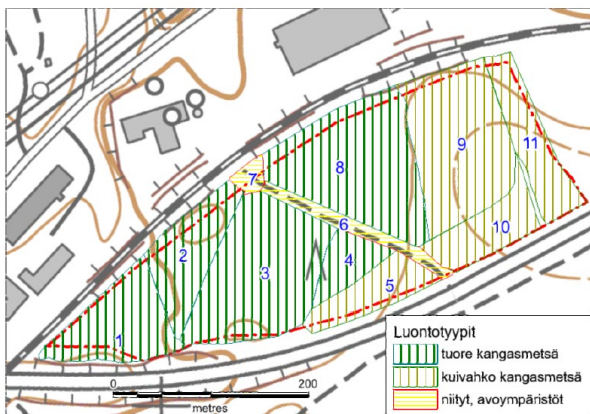 8
9
11
7
6
10
2
3
4
5
1
Luontotyypit
tuore kangasmetsä
kuivahko kangasmetsä
niityt, avoympäristöt
0 200
metres